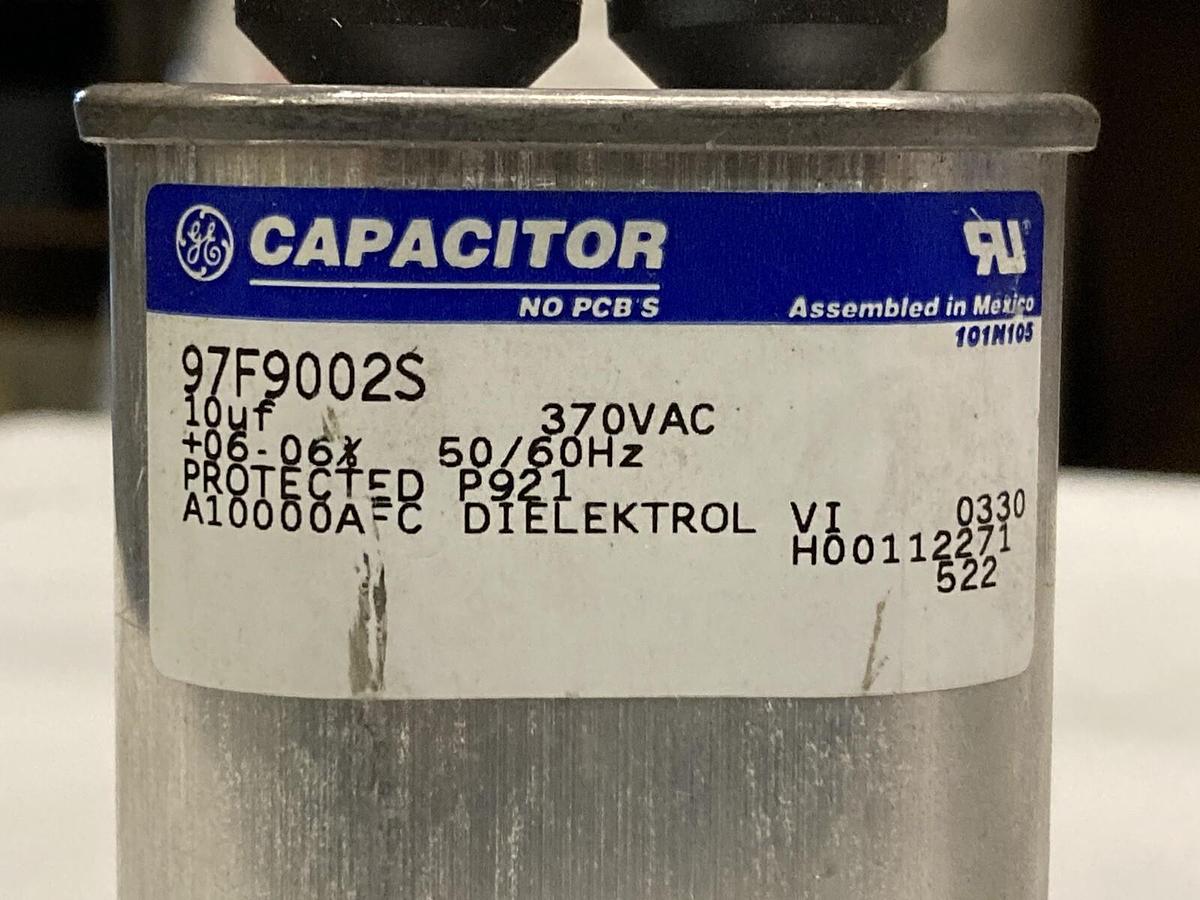 GE CAPACITOR
NO PCB'S
Assembled in Mexico
101N105
97F9002S
10uf 370VAC
+06-06% 50/60Hz
PROTECTED P921
A10000AFC DIELEKTROL VI 0330
H00112271
522